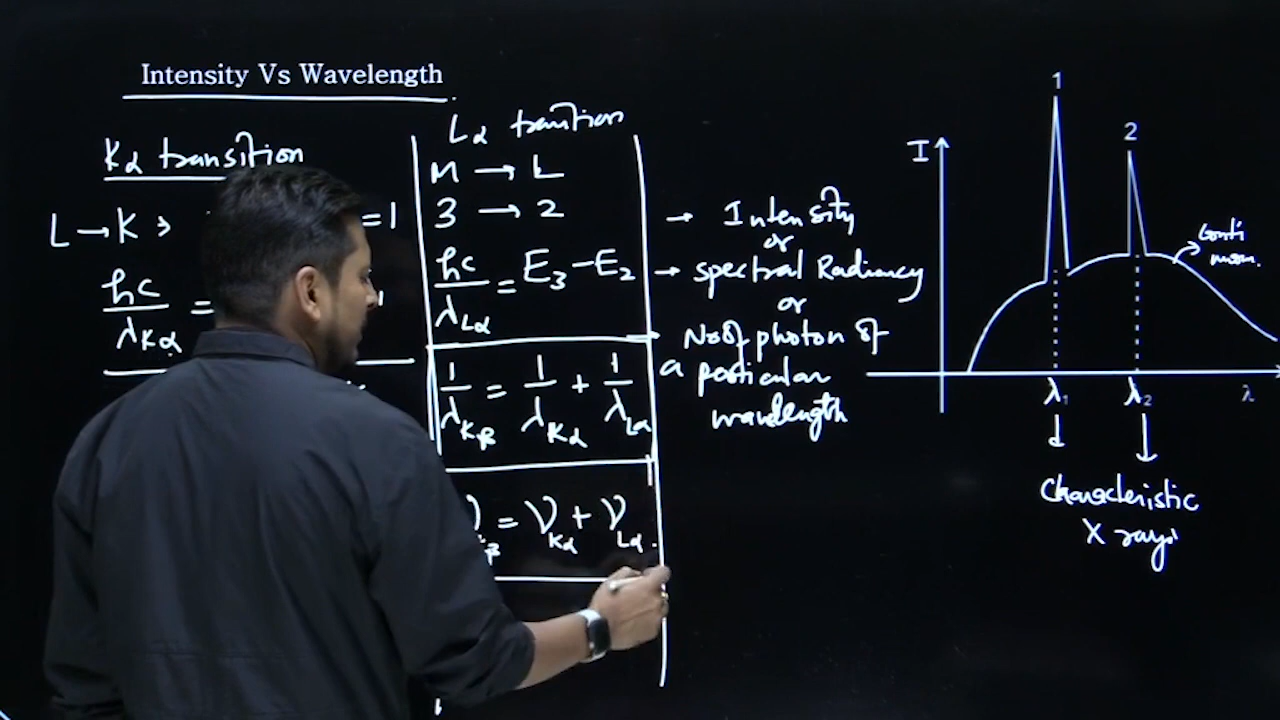 Intensity Vs Wavelength
Kα transition
L → K ⇒ =1
hc/λKα =
Lα trantion
M → L
3 → 2
hc/λLα = E3 - E2
1/λKβ = 1/λKα + 1/λLα
ν β = νKα + νLα
→ Intensity
or
→ spectral Radiancy
or
→ No of photon of
a particular
wavelength
I
1
2
Conti
nuom.
λ1
λ2
λ
Characteristic
X rays